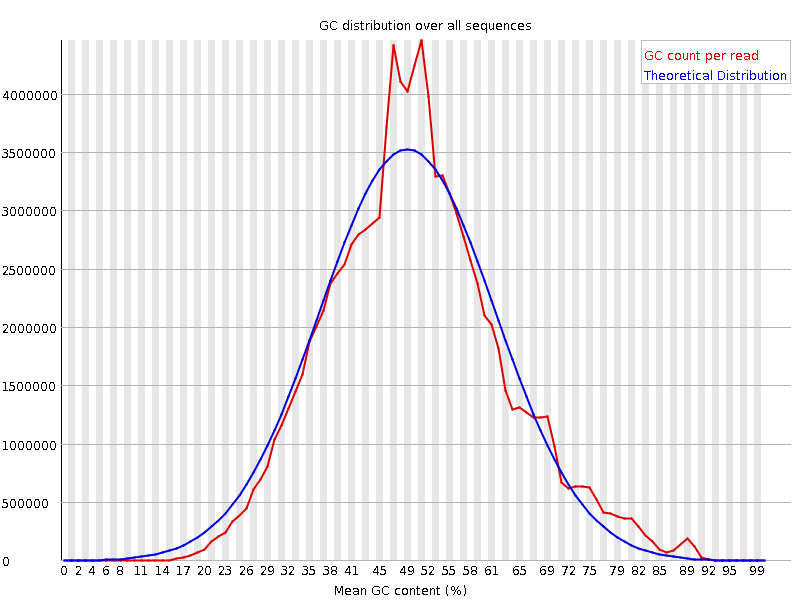 GC distribution over all sequences
GC count per read
Theoretical Distribution
4000000
3500000
3000000
2500000
2000000
1500000
1000000
500000
0
0 2 4 6 8 11 14 17 20 23 26 29 32 35 38 41 45 49 52 55 58 61 65 69 72 75 79 82 85 89 92 95 99
Mean GC content (%)